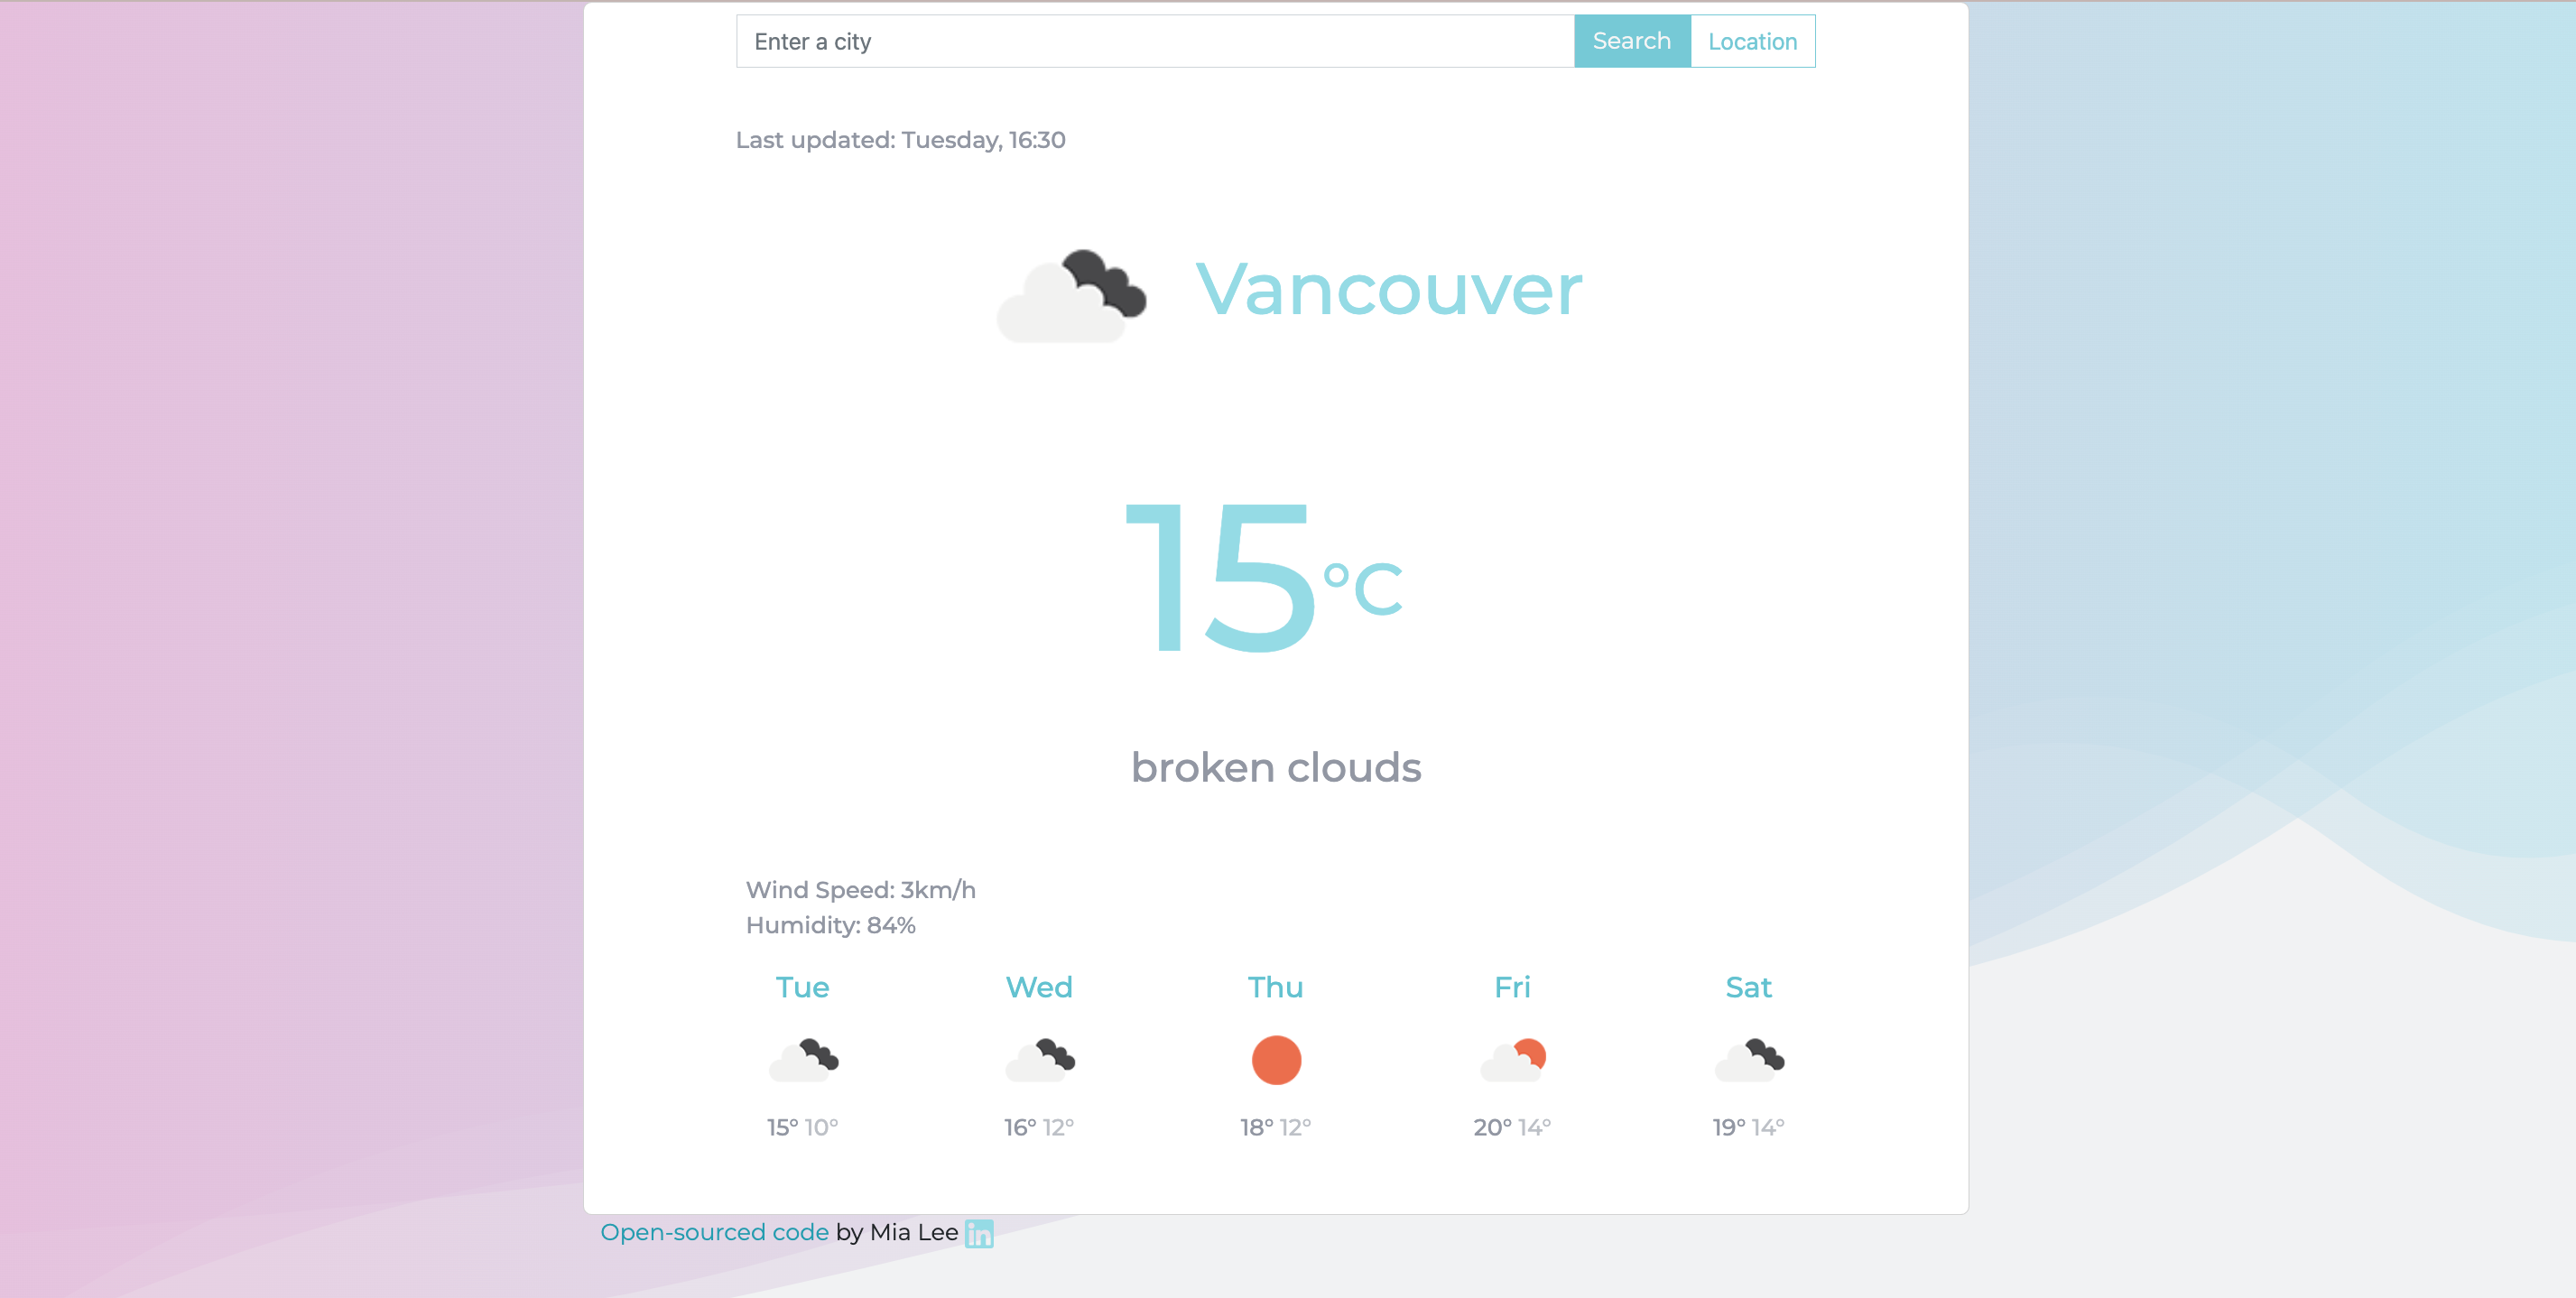 Enter a city Search Location
Last updated: Tuesday, 16:30
Vancouver
15°C
broken clouds
Wind Speed: 3km/h
Humidity: 84%
Tue Wed Thu Fri Sat
15° 10° 16° 12° 18° 12° 20° 14° 19° 14°
Open-sourced code by Mia Lee in